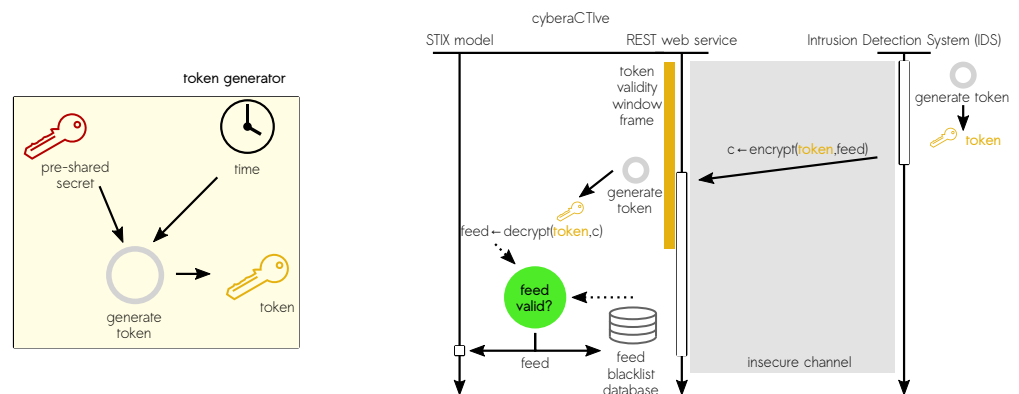 token generator
pre-shared
secret
time
generate
token
token
cyberaCTIve
STIX model
REST web service
Intrusion Detection System (IDS)
token
validity
window
frame
generate token
token
c←encrypt(token,feed)
generate
token
feed←decrypt(token,c)
feed
valid?
feed
feed
blacklist
database
insecure channel